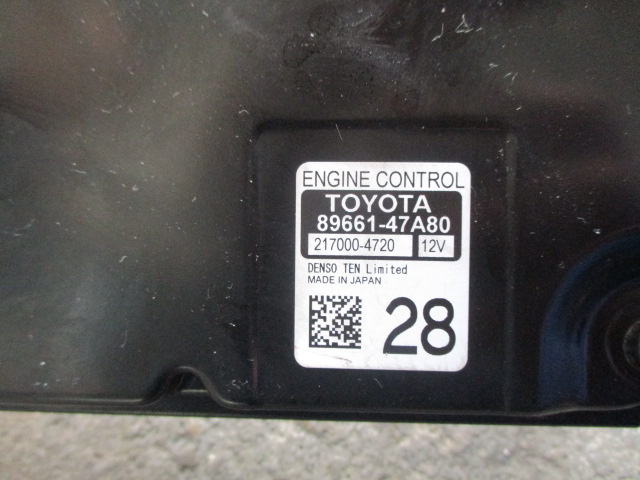 ENGINE CONTROL
TOYOTA
89661-47A80
217000-4720 12V
DENSO TEN Limited
MADE IN JAPAN
28